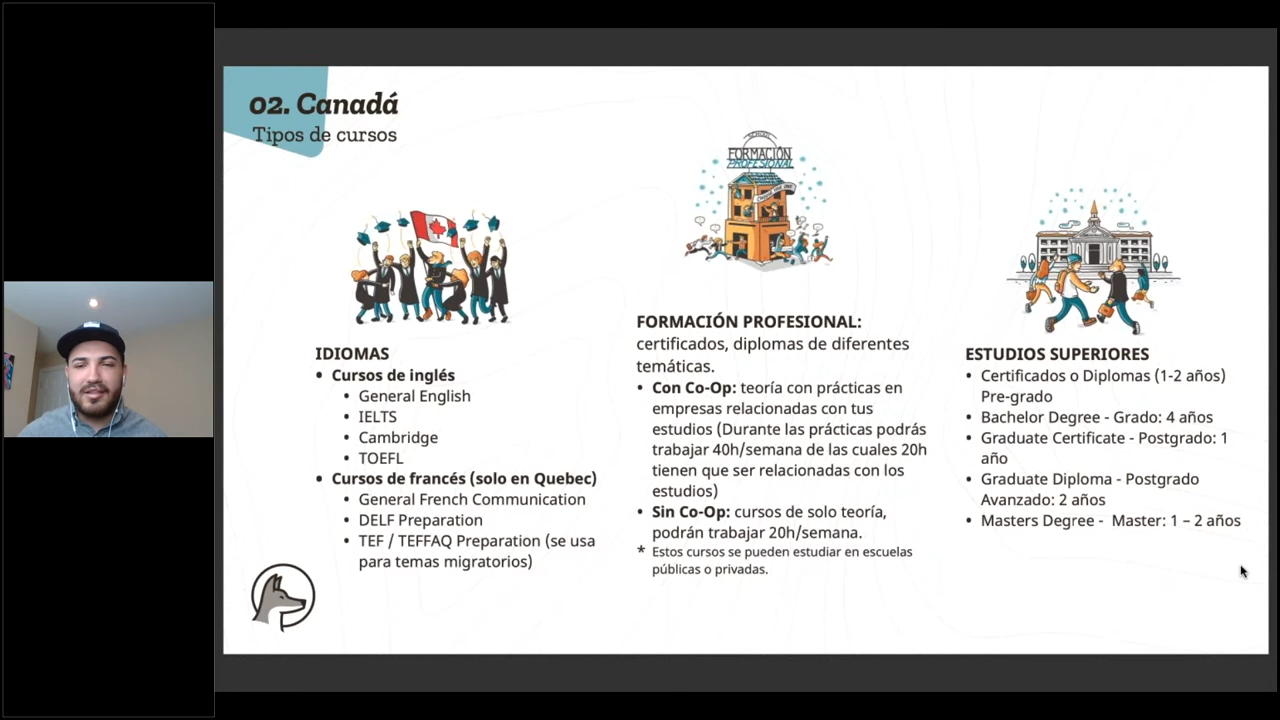 02. Canadá
Tipos de cursos
FORMACIÓN
PROFESIONAL
IDIOMAS
• Cursos de inglés
• General English
• IELTS
• Cambridge
• TOEFL
• Cursos de francés (solo en Quebec)
• General French Communication
• DELF Preparation
• TEF / TEFFAQ Preparation (se usa
para temas migratorios)
FORMACIÓN PROFESIONAL:
certificados, diplomas de diferentes
temáticas.
• Con Co-Op: teoría con prácticas en
empresas relacionadas con tus
estudios (Durante las prácticas podrás
trabajar 40h/semana de las cuales 20h
tienen que ser relacionadas con los
estudios)
• Sin Co-Op: cursos de solo teoría,
podrán trabajar 20h/semana.
* Estos cursos se pueden estudiar en escuelas
públicas o privadas.
ESTUDIOS SUPERIORES
• Certificados o Diplomas (1-2 años)
Pre-grado
• Bachelor Degree - Grado: 4 años
• Graduate Certificate - Postgrado: 1
año
• Graduate Diploma - Postgrado
Avanzado: 2 años
• Masters Degree - Master: 1 – 2 años